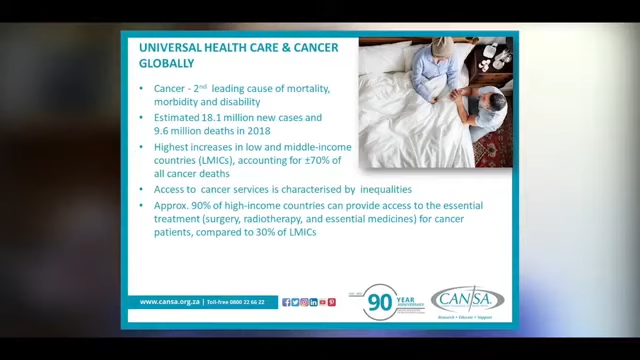 UNIVERSAL HEALTH CARE & CANCER
GLOBALLY
• Cancer - 2nd leading cause of mortality,
morbidity and disability
• Estimated 18.1 million new cases and
9.6 million deaths in 2018
• Highest increases in low and middle-income
countries (LMICs), accounting for ±70% of
all cancer deaths
• Access to cancer services is characterised by inequalities
• Approx. 90% of high-income countries can provide access to the essential
treatment (surgery, radiotherapy, and essential medicines) for cancer
patients, compared to 30% of LMICs
www.cansa.org.za | Toll-free 0800 22 66 22
90 YEAR
ANNIVERSARY
CANSA
Research • Educate • Support